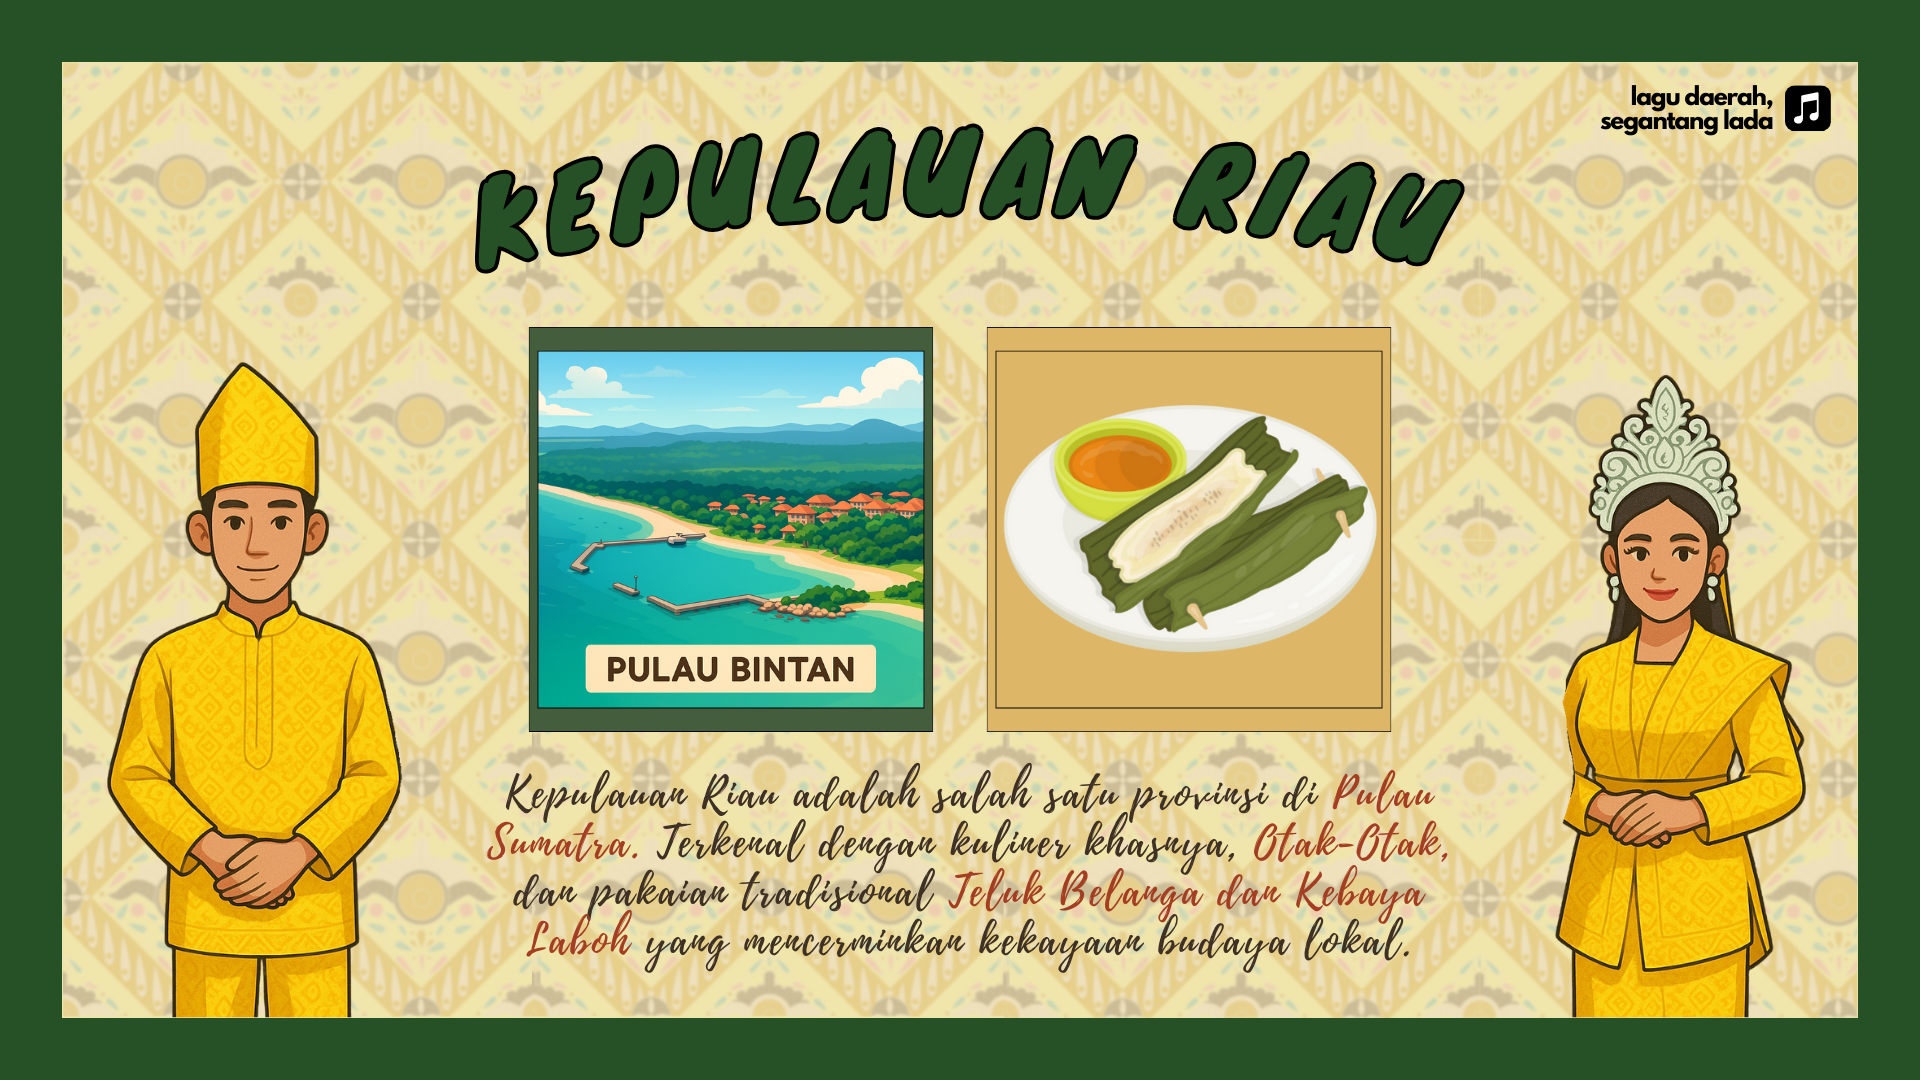 lagu daerah,
segantang lada
KEPULAUAN RIAU
PULAU BINTAN
Kepulauan Riau adalah salah satu provinsi di Pulau
Sumatra. Terkenal dengan kuliner khasnya, Otak-Otak,
dan pakaian tradisional Teluk Belanga dan Kebaya
Laboh yang mencerminkan kekayaan budaya lokal.